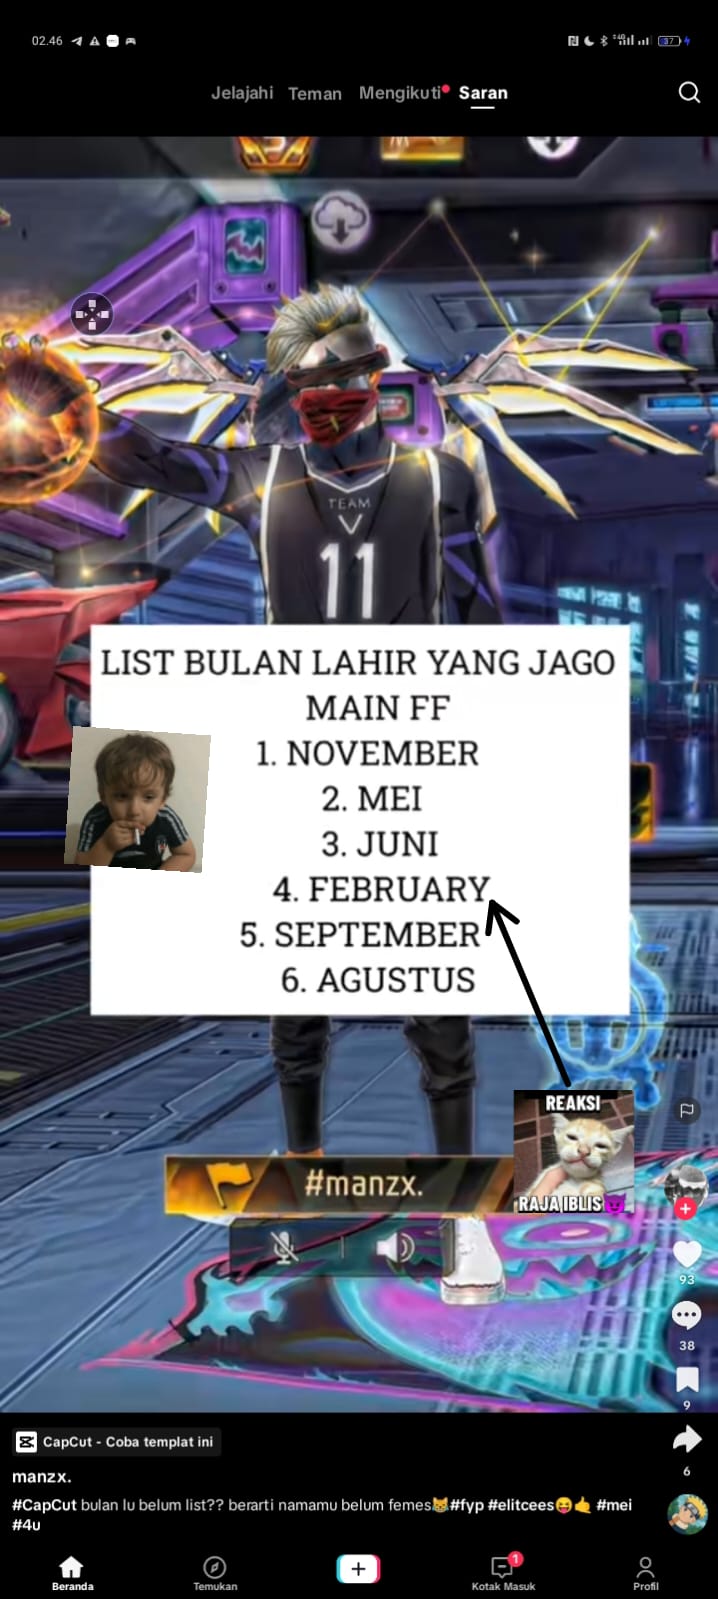 02.46
37
Jelajahi Teman Mengikuti Saran
TEAM
V
11
LIST BULAN LAHIR YANG JAGO
MAIN FF
1. NOVEMBER
2. MEI
3. JUNI
4. FEBRUARY
5. SEPTEMBER
6. AGUSTUS
REAKSI
RAJA IBLIS😈
#manzx.
93
38
9
6
CapCut - Coba templat ini
manzx.
#CapCut bulan lu belum list?? berarti namamu belum femes😸#fyp #elitcees😝🤙 #mei
#4u
Beranda Temukan Kotak Masuk 1 Profil